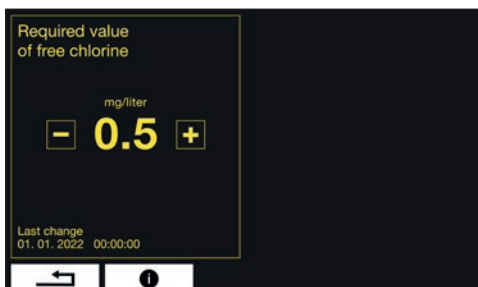 Required value
of free chlorine
mg/liter
− 0.5 +
Last change
01. 01. 2022 00:00:00
i